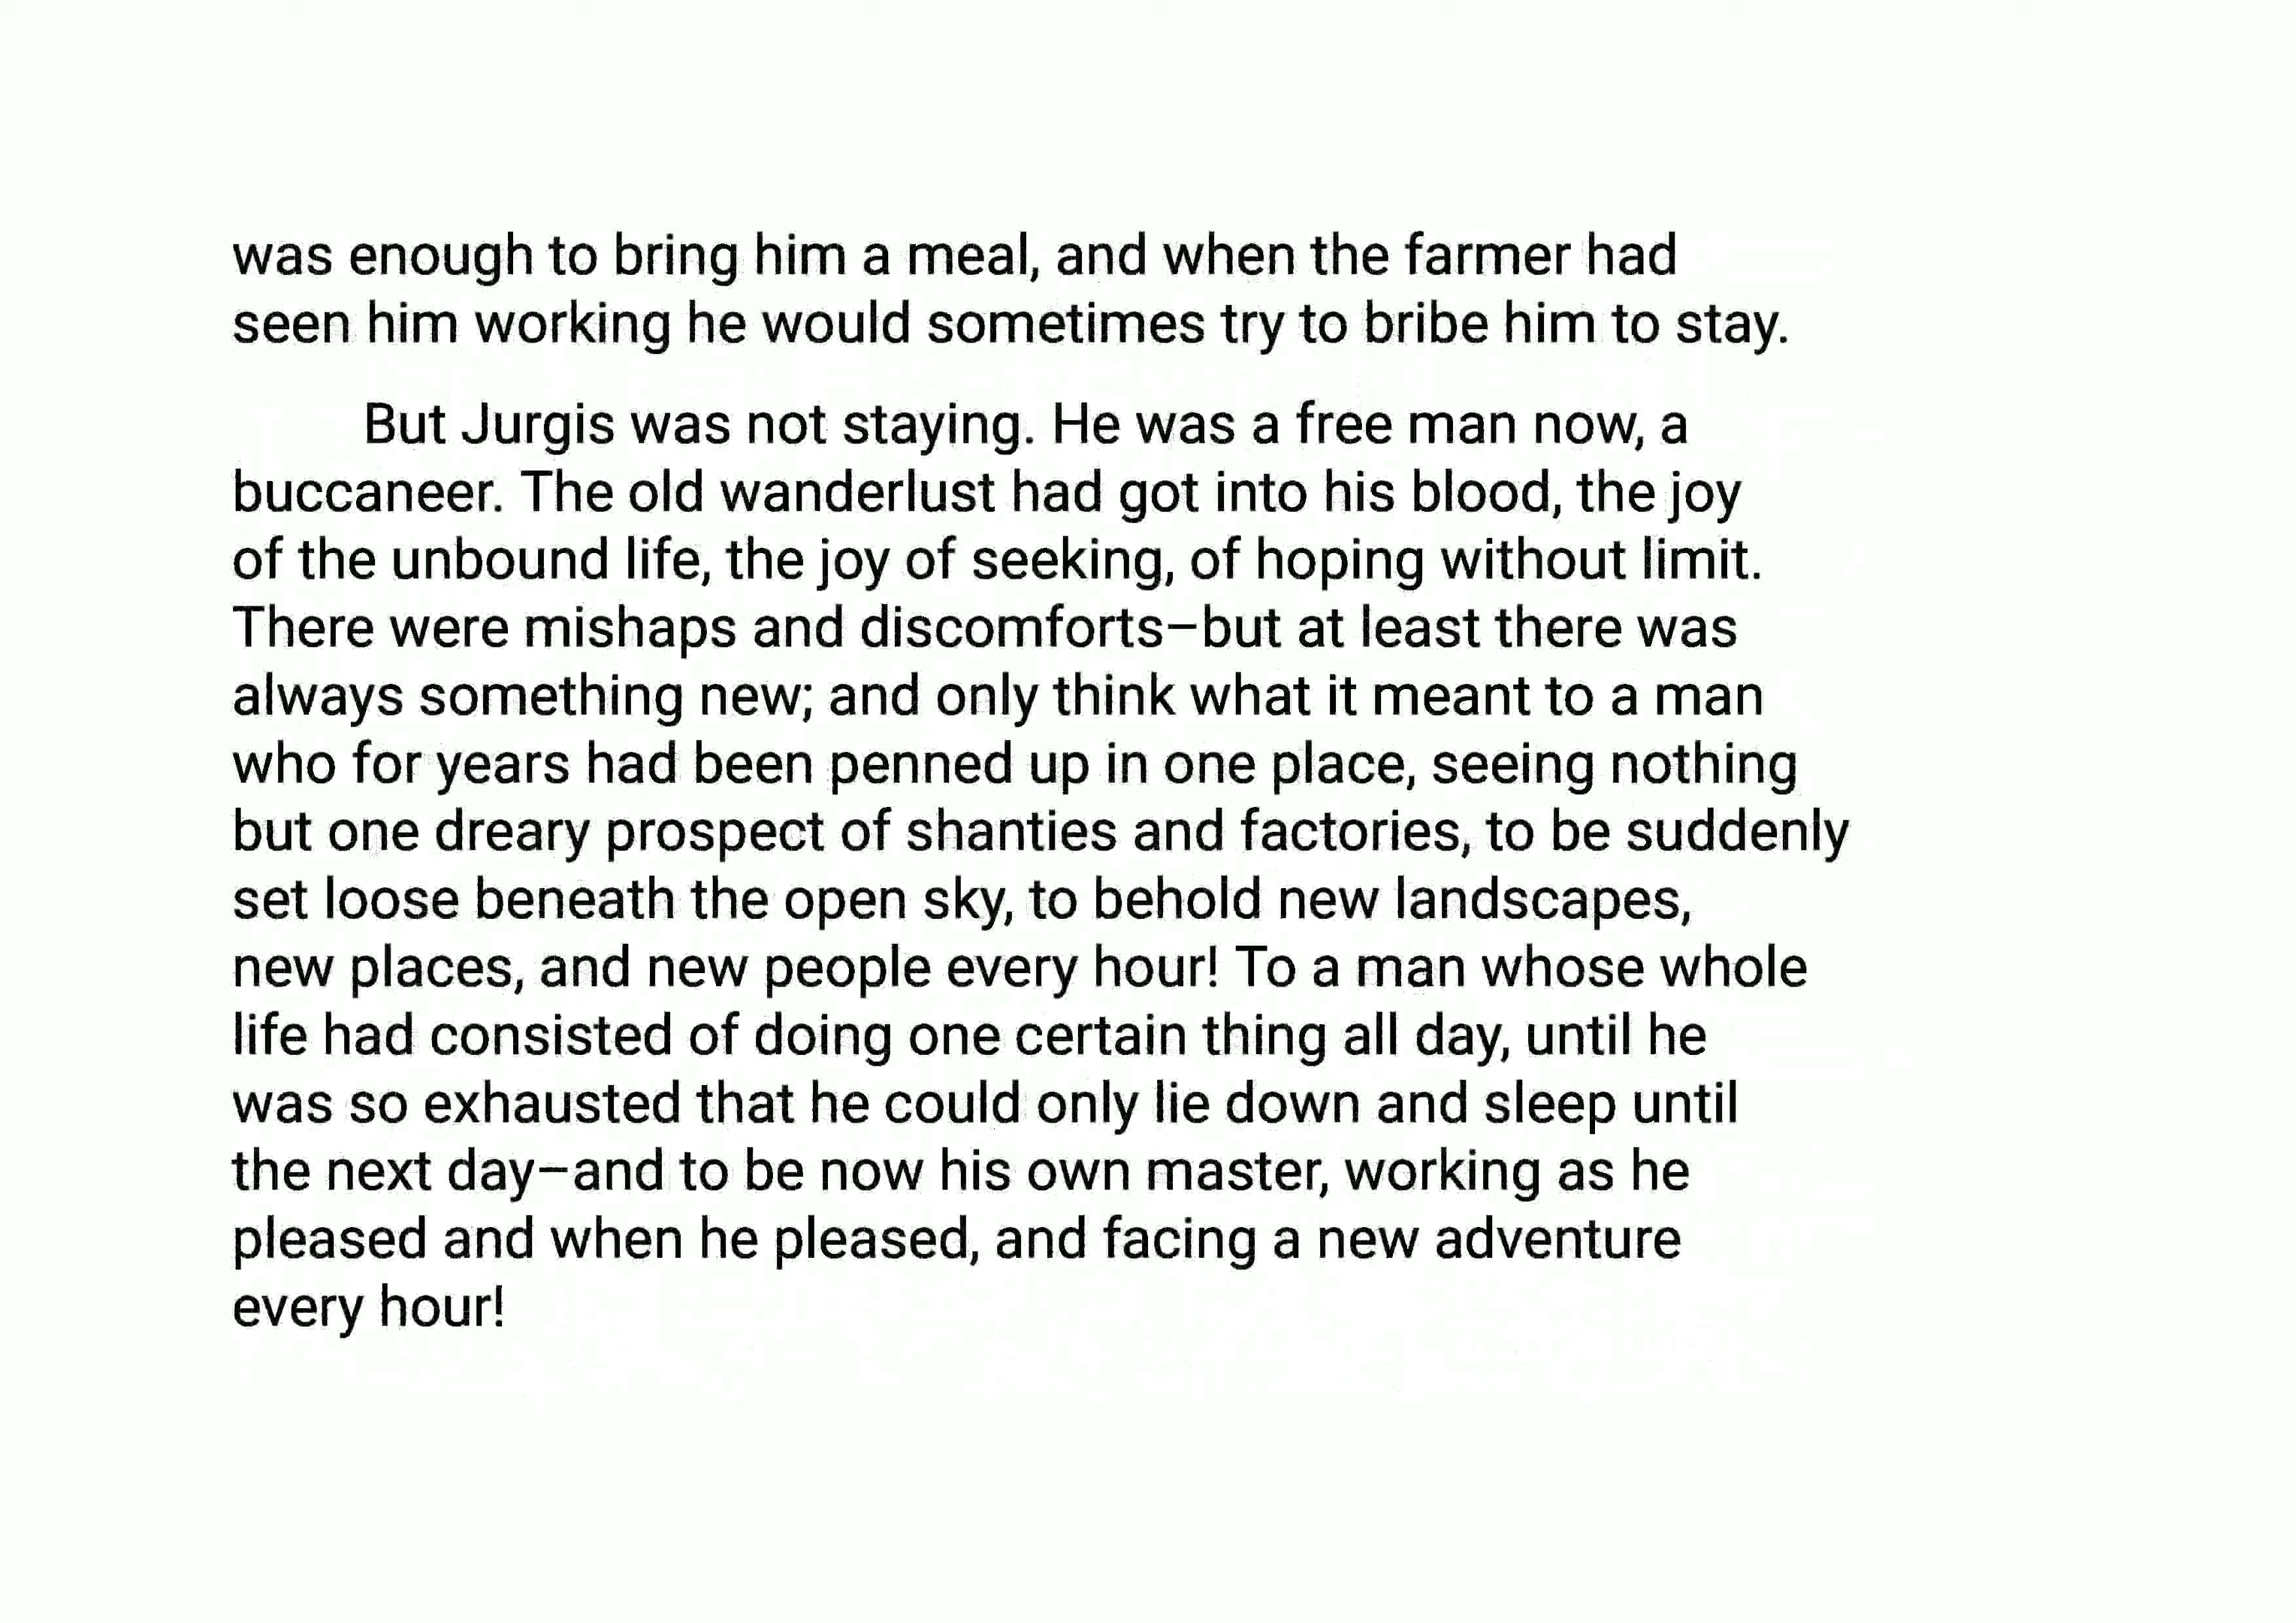 was enough to bring him a meal, and when the farmer had
seen him working he would sometimes try to bribe him to stay.
But Jurgis was not staying. He was a free man now, a
buccaneer. The old wanderlust had got into his blood, the joy
of the unbound life, the joy of seeking, of hoping without limit.
There were mishaps and discomforts–but at least there was
always something new; and only think what it meant to a man
who for years had been penned up in one place, seeing nothing
but one dreary prospect of shanties and factories, to be suddenly
set loose beneath the open sky, to behold new landscapes,
new places, and new people every hour! To a man whose whole
life had consisted of doing one certain thing all day, until he
was so exhausted that he could only lie down and sleep until
the next day–and to be now his own master, working as he
pleased and when he pleased, and facing a new adventure
every hour!